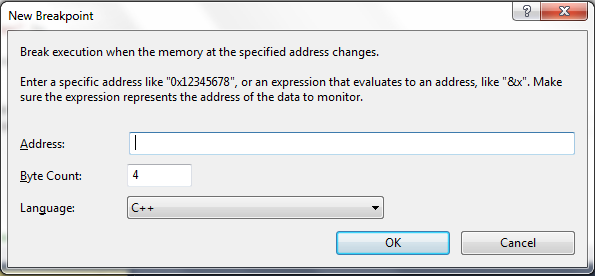 New Breakpoint
?
Break execution when the memory at the specified address changes.
Enter a specific address like "0x12345678", or an expression that evaluates to an address, like "&x". Make
sure the expression represents the address of the data to monitor.
Address:
Byte Count: 4
Language: C++
OK Cancel